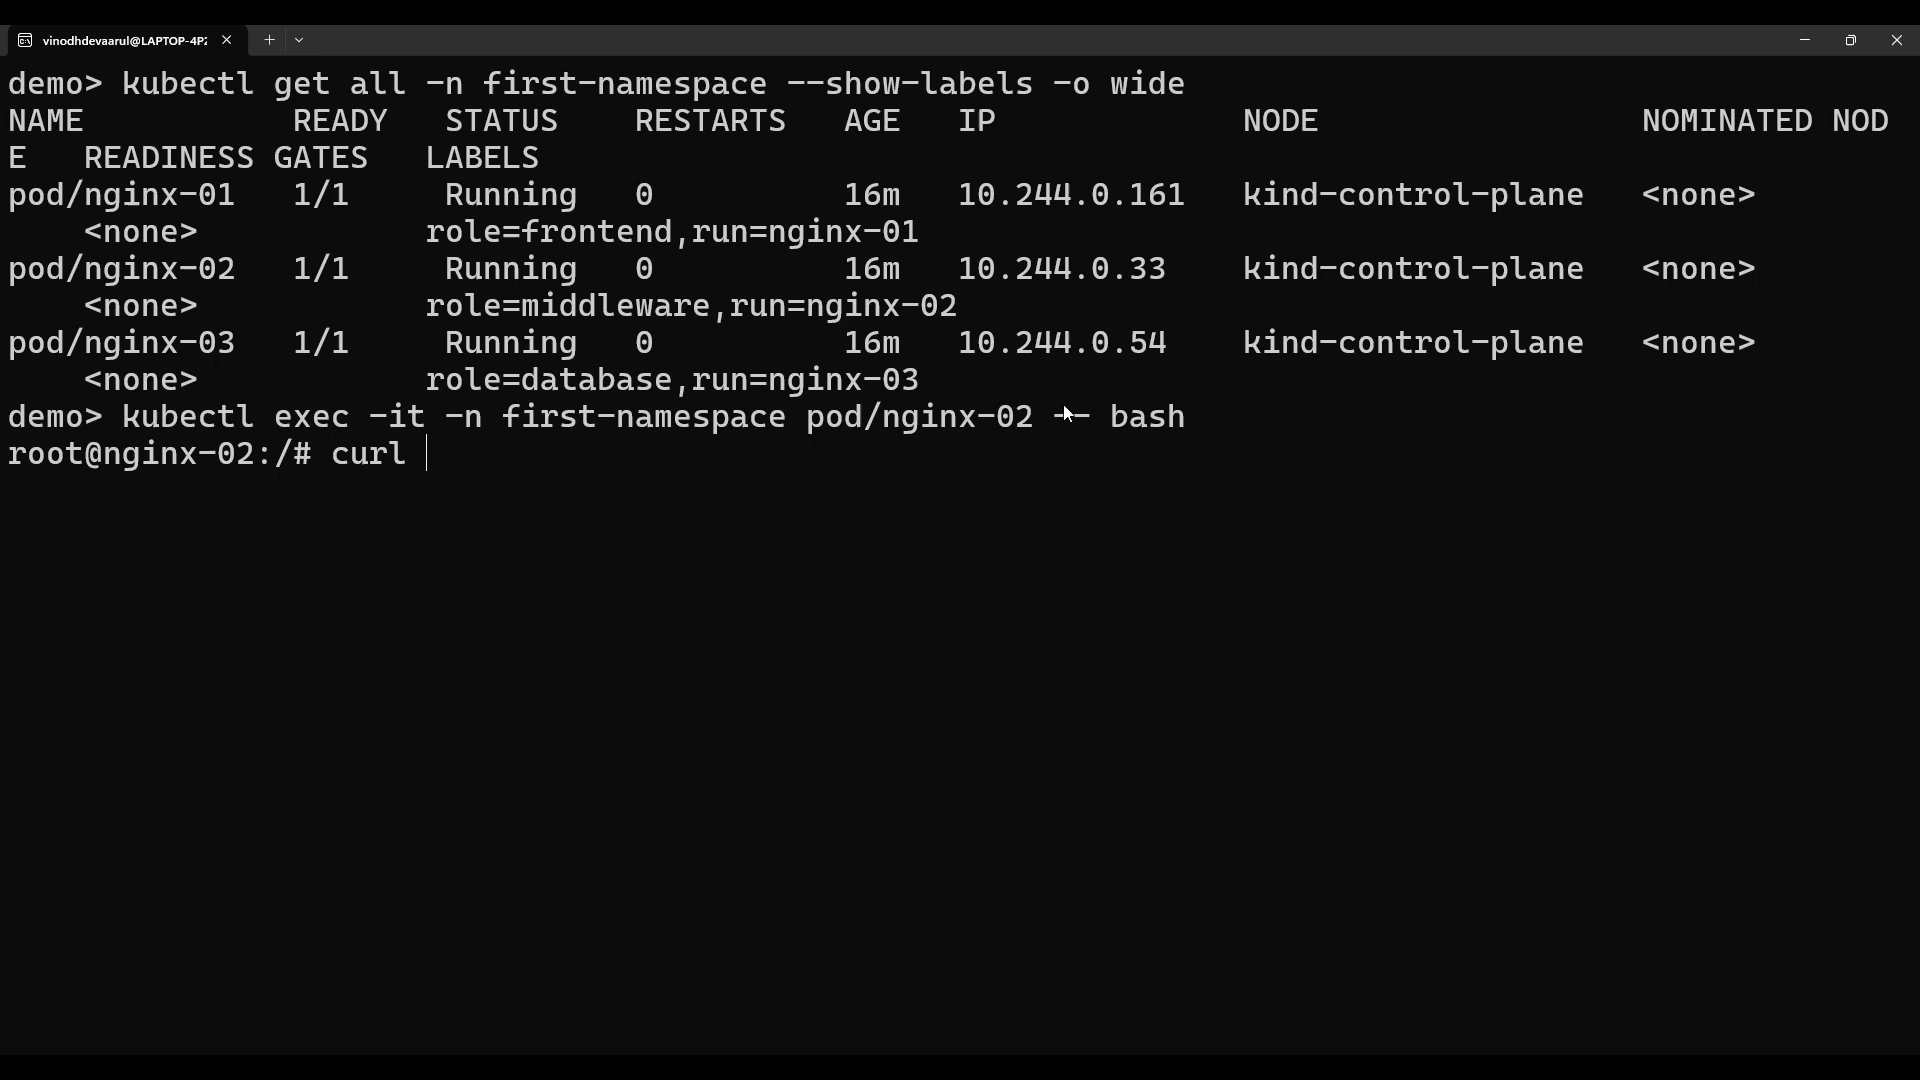 vinodhdevaarul@LAPTOP-4P2
demo> kubectl get all -n first-namespace --show-labels -o wide
NAME           READY   STATUS    RESTARTS   AGE   IP             NODE                 NOMINATED NOD
E   READINESS GATES   LABELS
pod/nginx-01   1/1     Running   0          16m   10.244.0.161   kind-control-plane   <none>
    <none>            role=frontend,run=nginx-01
pod/nginx-02   1/1     Running   0          16m   10.244.0.33    kind-control-plane   <none>
    <none>            role=middleware,run=nginx-02
pod/nginx-03   1/1     Running   0          16m   10.244.0.54    kind-control-plane   <none>
    <none>            role=database,run=nginx-03
demo> kubectl exec -it -n first-namespace pod/nginx-02 -- bash
root@nginx-02:/# curl